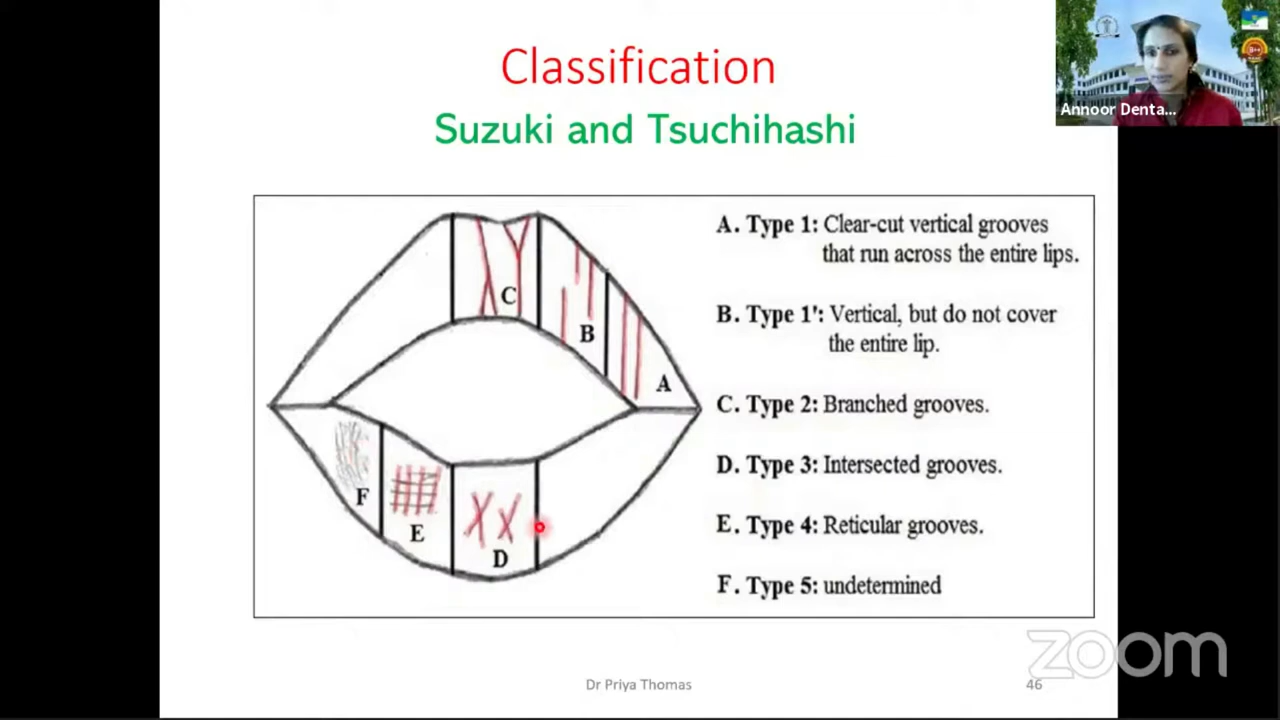 Classification
Suzuki and Tsuchihashi
Annoor Denta...
A. Type 1: Clear-cut vertical grooves
that run across the entire lips.
B. Type 1': Vertical, but do not cover
the entire lip.
C. Type 2: Branched grooves.
D. Type 3: Intersected grooves.
E. Type 4: Reticular grooves.
F. Type 5: undetermined
C
B
A
F
E
D
zoom
Dr Priya Thomas
46